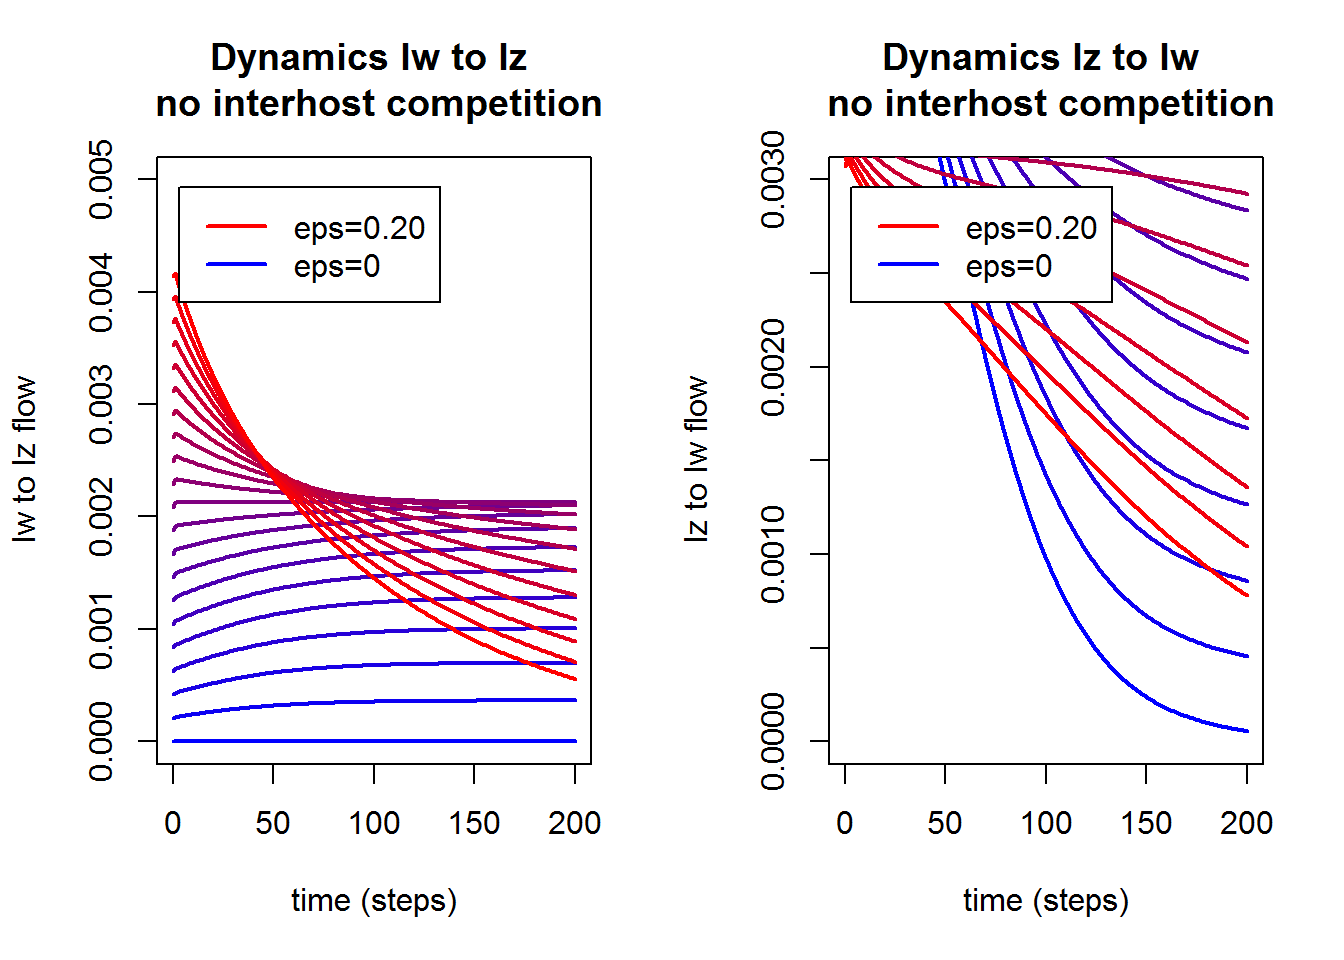 Dynamics Iw to Iz
no interhost competition
Iw to Iz flow
0.005
0.004
0.003
0.002
0.001
0.000
eps=0.20
eps=0
0
50
100
150
200
time (steps)
Dynamics Iz to Iw
no interhost competition
Iz to Iw flow
0.0030
0.0020
0.0010
0.0000
eps=0.20
eps=0
0
50
100
150
200
time (steps)